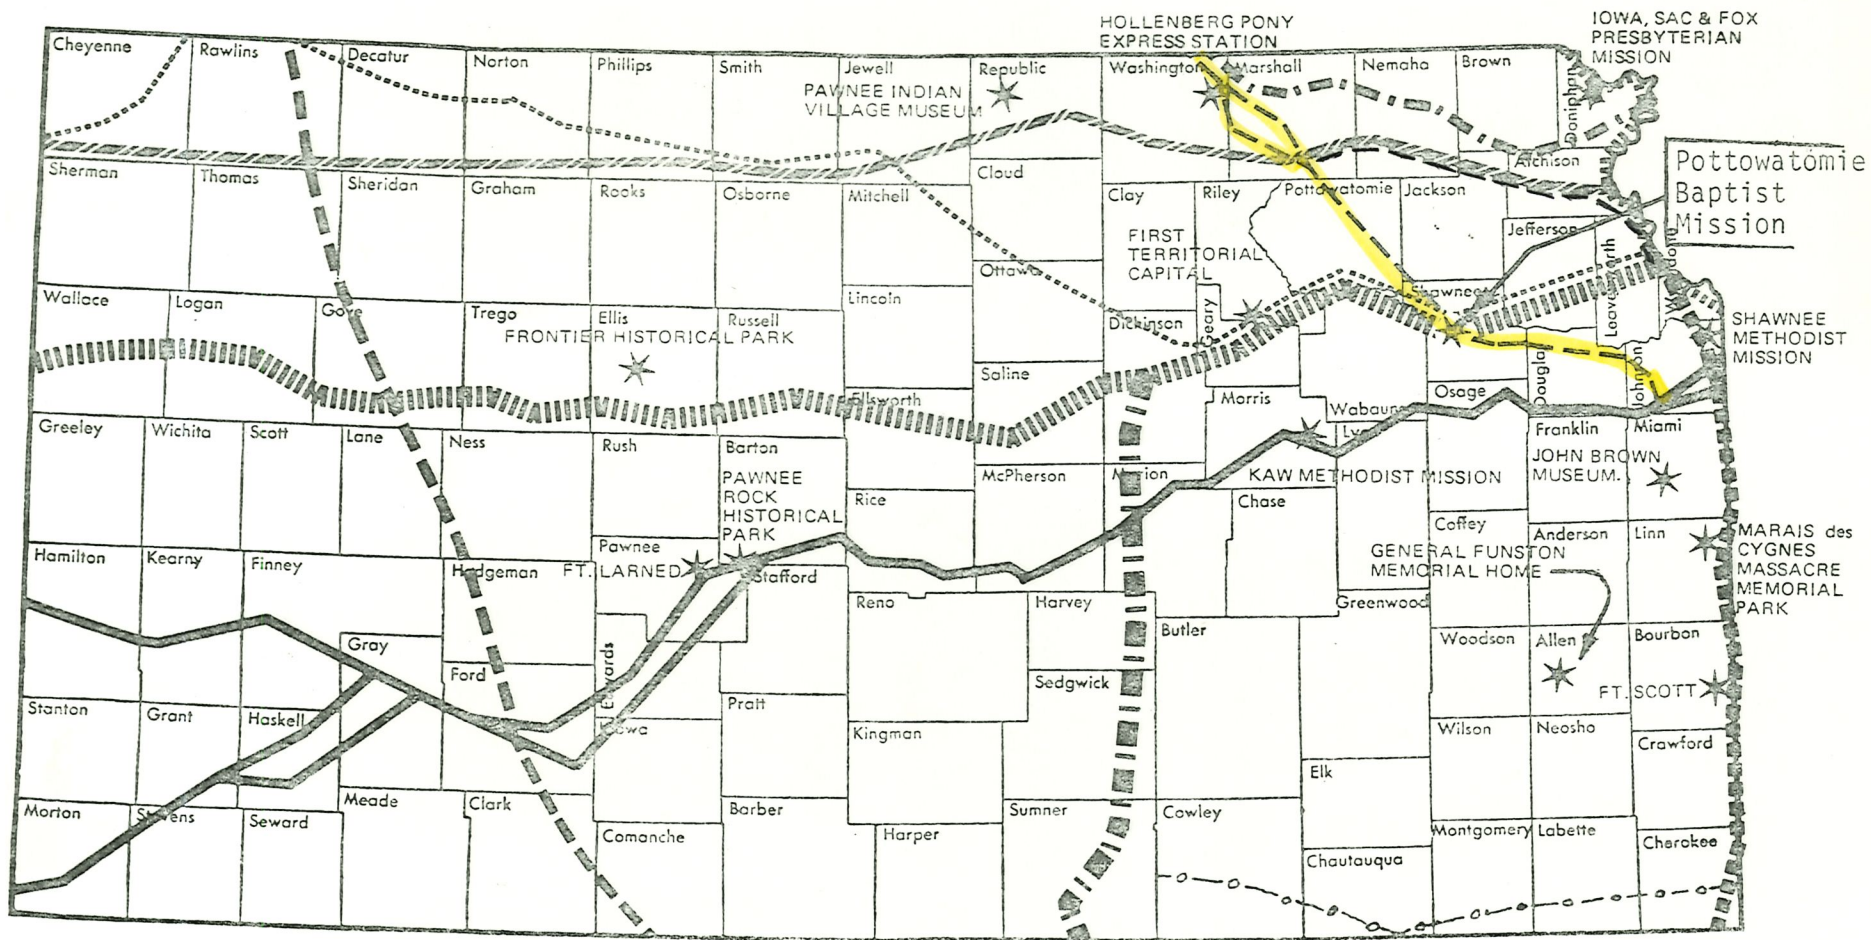 HOLLENBERG PONY
EXPRESS STATION
IOWA, SAC & FOX
PRESBYTERIAN
MISSION
Cheyenne
Rawlins
Decatur
Norton
Phillips
Smith
Jewell
Republic
Washington
Marshall
Nemaha
Brown
Doniphan
PAWNEE INDIAN
VILLAGE MUSEUM
Atchison
Pottowatomie
Baptist
Mission
Sherman
Thomas
Sheridan
Graham
Rooks
Osborne
Mitchell
Cloud
Clay
Riley
Pottawatomie
Jackson
Jefferson
Leavenworth
FIRST
TERRITORIAL
CAPITAL
Ottawa
Wallace
Logan
Gove
Trego
Ellis
Russell
Lincoln
Dickinson
Geary
Shawnee
FRONTIER HISTORICAL PARK
SHAWNEE
METHODIST
MISSION
Saline
Ellsworth
Morris
Wabaun
Osage
Douglas
Johnson
Greeley
Wichita
Scott
Lane
Ness
Rush
Barton
McPherson
Marion
Lyon
Franklin
Miami
PAWNEE
ROCK
HISTORICAL
PARK
Rice
KAW METHODIST MISSION
JOHN BROWN
MUSEUM.
Chase
Coffey
Anderson
Linn
MARAIS des
CYGNES
MASSACRE
MEMORIAL
PARK
Hamilton
Kearny
Finney
Hodgeman
Pawnee
FT. LARNED
Stafford
GENERAL FUNSTON
MEMORIAL HOME
Reno
Harvey
Greenwood
Butler
Woodson
Allen
Bourbon
Gray
Ford
Edwards
Sedgwick
FT. SCOTT
Stanton
Grant
Haskell
Kiowa
Pratt
Kingman
Wilson
Neosho
Crawford
Elk
Morton
Stevens
Seward
Meade
Clark
Comanche
Barber
Harper
Sumner
Cowley
Chautauqua
Montgomery
Labette
Cherokee